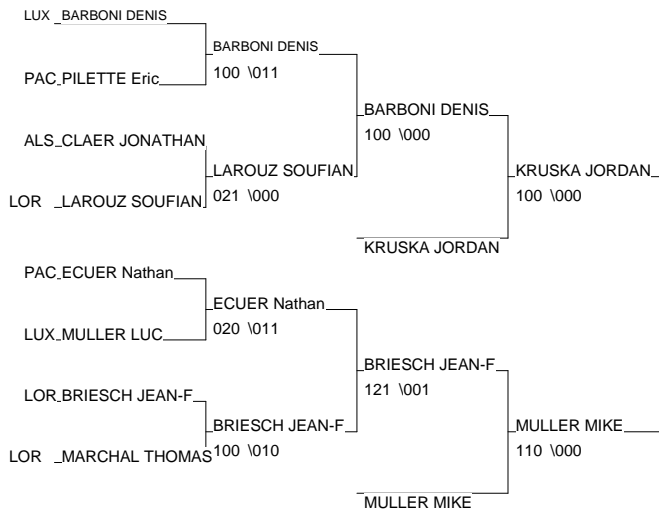 LUX BARBONI DENIS
BARBONI DENIS
100 \011
PAC PILETTE Eric
BARBONI DENIS
100 \000
ALS CLAER JONATHAN
LAROUZ SOUFIAN
021 \000
KRUSKA JORDAN
100 \000
LOR LAROUZ SOUFIAN
KRUSKA JORDAN
PAC ECUER Nathan
ECUER Nathan
020 \011
LUX MULLER LUC
BRIESCH JEAN-F
121 \001
LOR BRIESCH JEAN-F
BRIESCH JEAN-F
100 \010
MULLER MIKE
110 \000
LOR MARCHAL THOMAS
MULLER MIKE